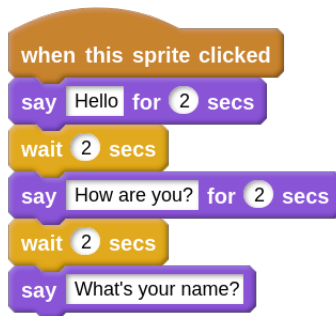 when this sprite clicked
say Hello for 2 secs
wait 2 secs
say How are you? for 2 secs
wait 2 secs
say What's your name?